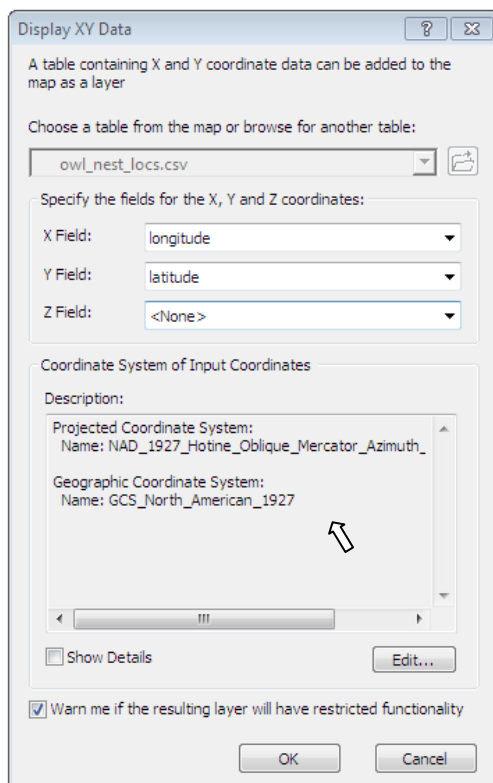 Display XY Data
A table containing X and Y coordinate data can be added to the
map as a layer
Choose a table from the map or browse for another table:
owl_nest_locs.csv
Specify the fields for the X, Y and Z coordinates:
X Field:
longitude
Y Field:
latitude
Z Field:
<None>
Coordinate System of Input Coordinates
Description:
Projected Coordinate System:
Name: NAD_1927_Hotine_Oblique_Mercator_Azimuth_
Geographic Coordinate System:
Name: GCS_North_American_1927
Show Details
Edit...
Warn me if the resulting layer will have restricted functionality
OK
Cancel